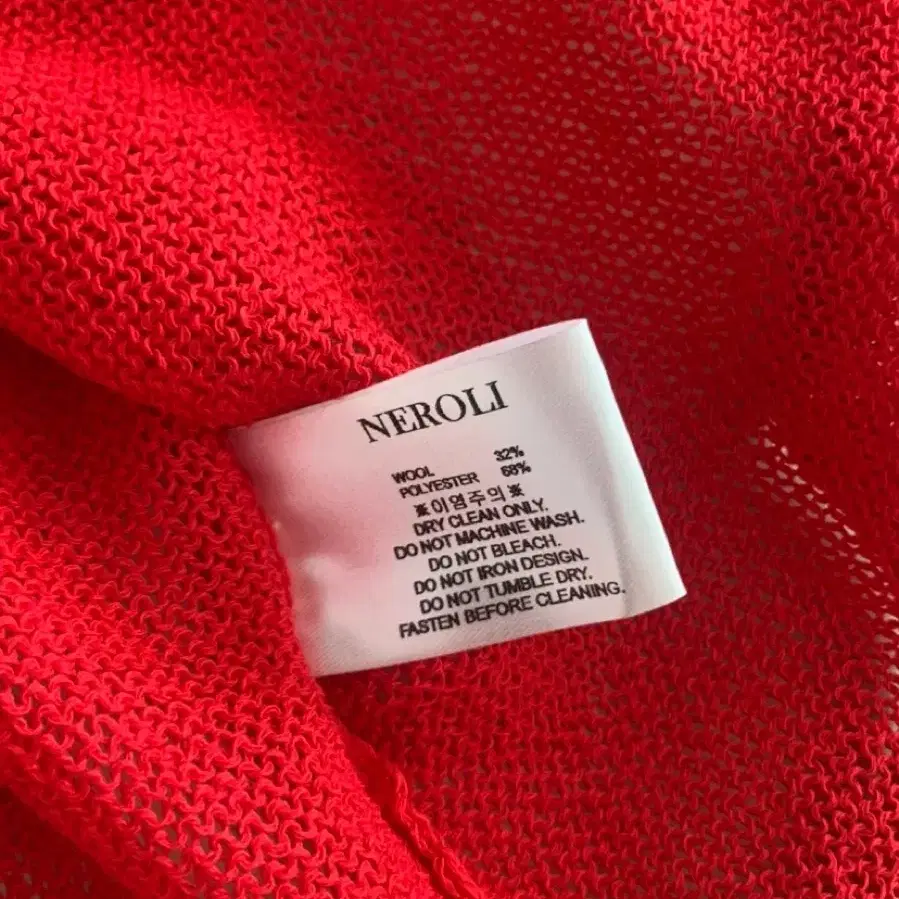 NEROLI
WOOL 32%
POLYESTER 68%
※이염주의※
DRY CLEAN ONLY.
DO NOT MACHINE WASH.
DO NOT BLEACH.
DO NOT IRON DESIGN.
DO NOT TUMBLE DRY.
FASTEN BEFORE CLEANING.